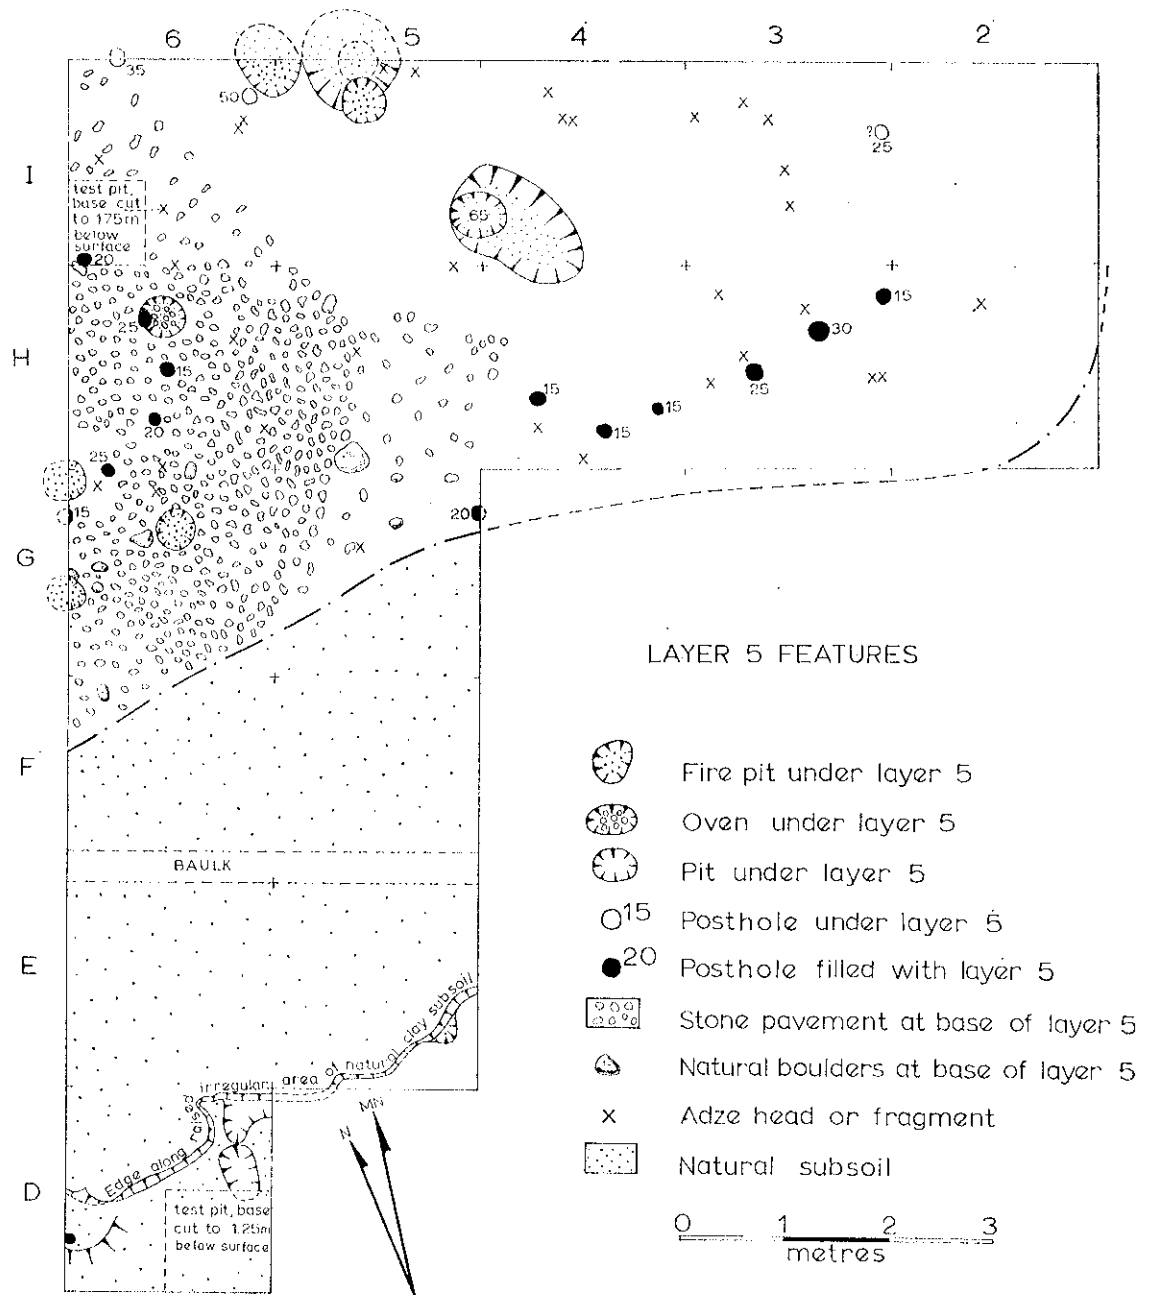 6 5 4 3 2
35
50
?
25
I
test pit,
base cut
to 1.75m
below
surface
65
20
15
25
30
H
15
15
25
15
15
20
25
15
20
G
LAYER 5 FEATURES
F
Fire pit under layer 5
Oven under layer 5
BAULK
Pit under layer 5
15 Posthole under layer 5
E
20 Posthole filled with layer 5
Stone pavement at base of layer 5
Natural boulders at base of layer 5
Edge along raised irregular area of natural clay subsoil
x Adze head or fragment
MN
N
Natural subsoil
D
test pit, base
cut to 1.25m
below surface
0 1 2 3
metres